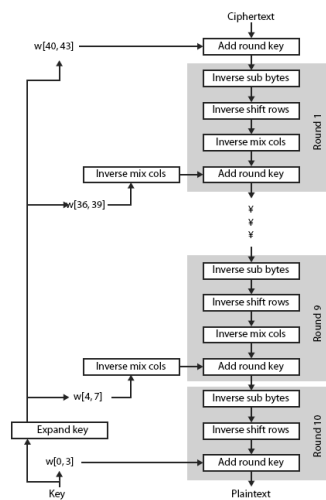 Ciphertext
w[40, 43]
Add round key
Inverse sub bytes
Inverse shift rows
Inverse mix cols
Inverse mix cols
Add round key
Round 1
w[36, 39]
¥
¥
¥
Inverse sub bytes
Inverse shift rows
Inverse mix cols
Inverse mix cols
Add round key
Round 9
w[4, 7]
Inverse sub bytes
Expand key
Inverse shift rows
Round 10
w[0, 3]
Add round key
Key
Plaintext